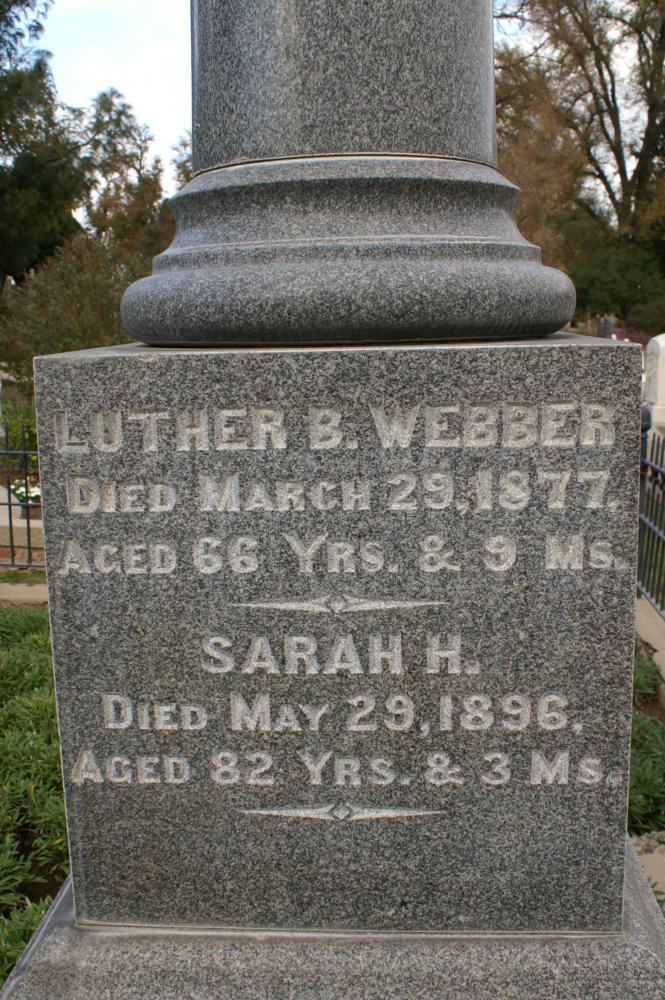 LUTHER B. WEBBER
DIED MARCH 29, 1877,
AGED 66 YRS. & 9 MS.
SARAH H.
DIED MAY 29, 1896,
AGED 82 YRS. & 3 MS.